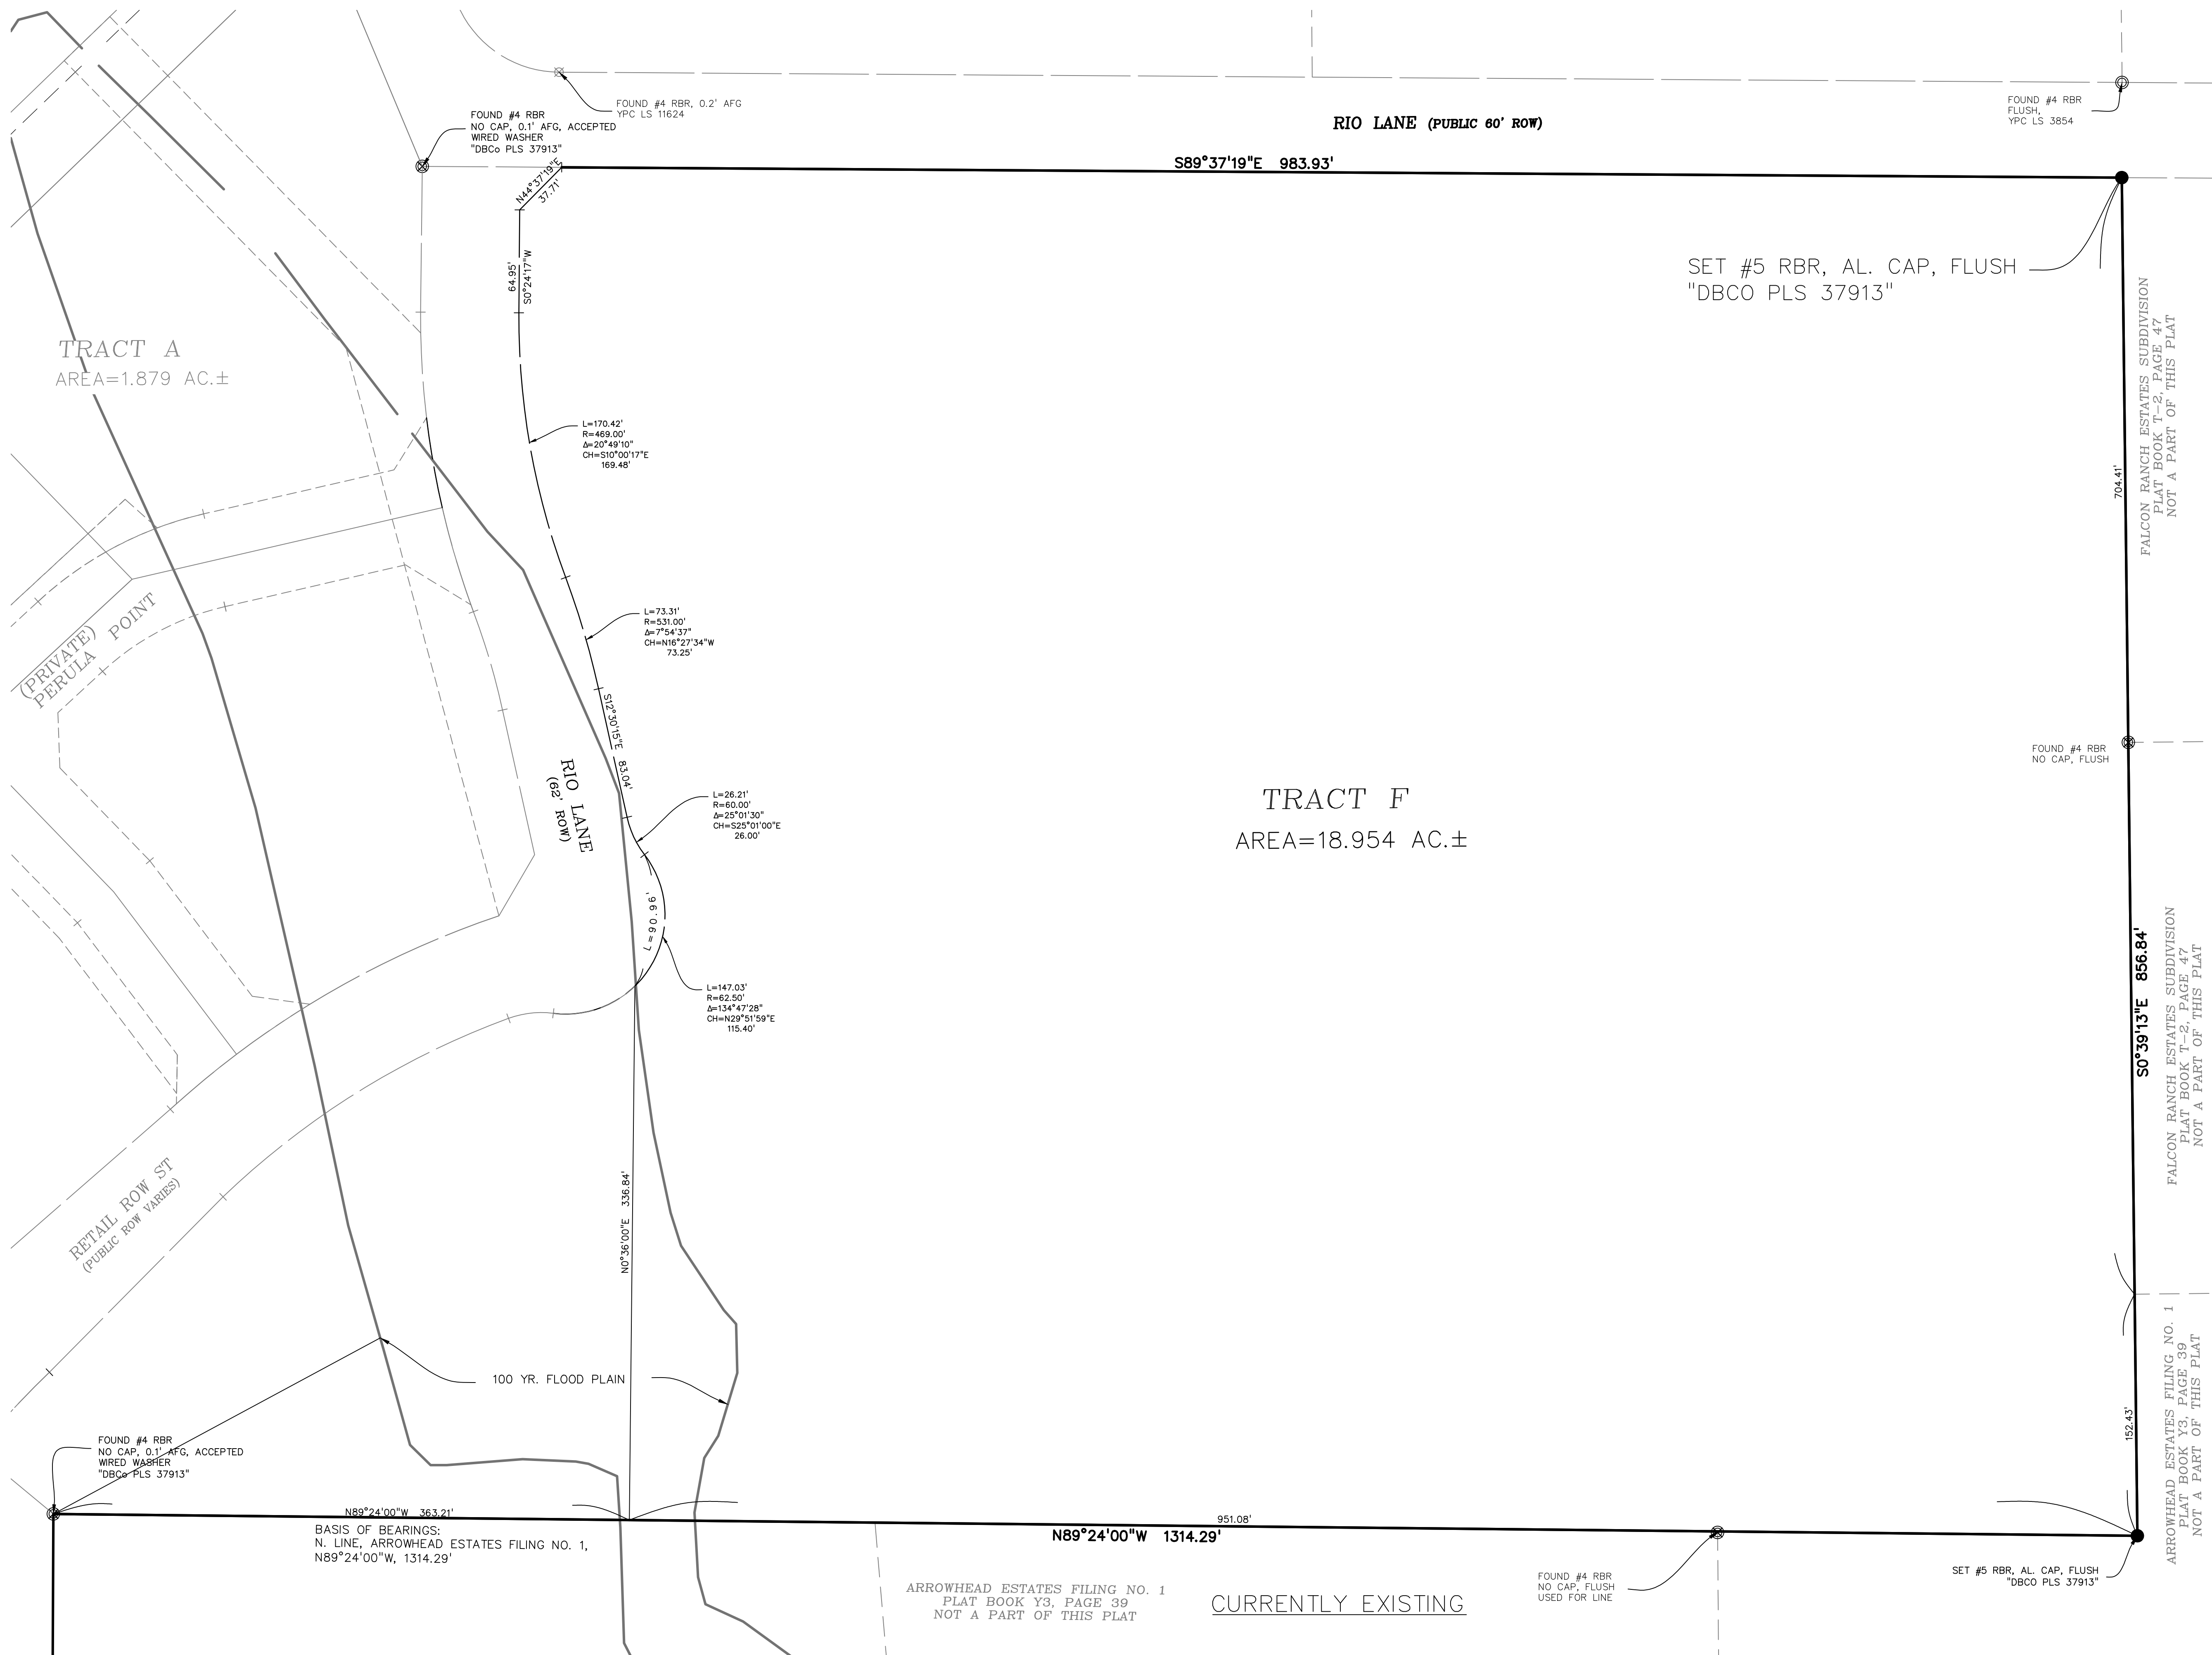 FOUND #4 RBR, 0.2' AFG
YPC LS 11624
FOUND #4 RBR
NO CAP, 0.1' AFG, ACCEPTED
WIRED WASHER
"DBCo PLS 37913"
RIO LANE (PUBLIC 60' ROW)
FOUND #4 RBR
FLUSH,
YPC LS 3854
S89°37'19"E 983.93'
N44°37'19"E
37.71'
64.95'
S0°24'17"W
SET #5 RBR, AL. CAP, FLUSH
"DBCO PLS 37913"
TRACT A
AREA=1.879 AC.±
L=170.42'
R=469.00'
Δ=20°49'10"
CH=S10°00'17"E
169.48'
704.41'
FALCON RANCH ESTATES SUBDIVISION
PLAT BOOK T-2, PAGE 47
NOT A PART OF THIS PLAT
(PRIVATE)
PERULA POINT
L=73.31'
R=531.00'
Δ=7°54'37"
CH=N16°27'34"W
73.25'
S12°30'15"E 83.04'
FOUND #4 RBR
NO CAP, FLUSH
RIO LANE
(62' ROW)
L=26.21'
R=60.00'
Δ=25°01'30"
CH=S25°01'00"E
26.00'
TRACT F
AREA=18.954 AC.±
L=90.96'
L=147.03'
R=62.50'
Δ=134°47'28"
CH=N29°51'59"E
115.40'
S0°39'13"E 856.84'
FALCON RANCH ESTATES SUBDIVISION
PLAT BOOK T-2, PAGE 47
NOT A PART OF THIS PLAT
RETAIL ROW ST
(PUBLIC ROW VARIES)
N0°36'00"E 336.84'
100 YR. FLOOD PLAIN
152.43'
ARROWHEAD ESTATES FILING NO. 1
PLAT BOOK Y3, PAGE 39
NOT A PART OF THIS PLAT
FOUND #4 RBR
NO CAP, 0.1' AFG, ACCEPTED
WIRED WASHER
"DBCo PLS 37913"
N89°24'00"W 363.21'
BASIS OF BEARINGS:
N. LINE, ARROWHEAD ESTATES FILING NO. 1,
N89°24'00"W, 1314.29'
951.08'
N89°24'00"W 1314.29'
ARROWHEAD ESTATES FILING NO. 1
PLAT BOOK Y3, PAGE 39
NOT A PART OF THIS PLAT
CURRENTLY EXISTING
FOUND #4 RBR
NO CAP, FLUSH
USED FOR LINE
SET #5 RBR, AL. CAP, FLUSH
"DBCO PLS 37913"